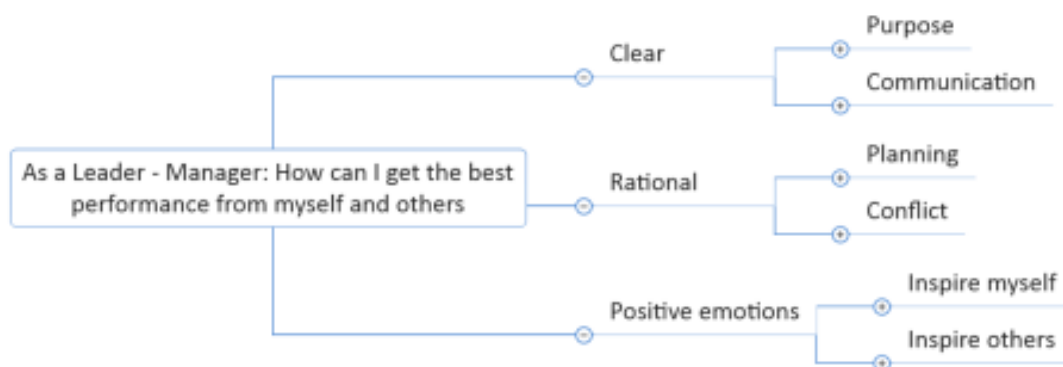 As a Leader - Manager: How can I get the best
performance from myself and others
Clear
Purpose
Communication
Rational
Planning
Conflict
Positive emotions
Inspire myself
Inspire others